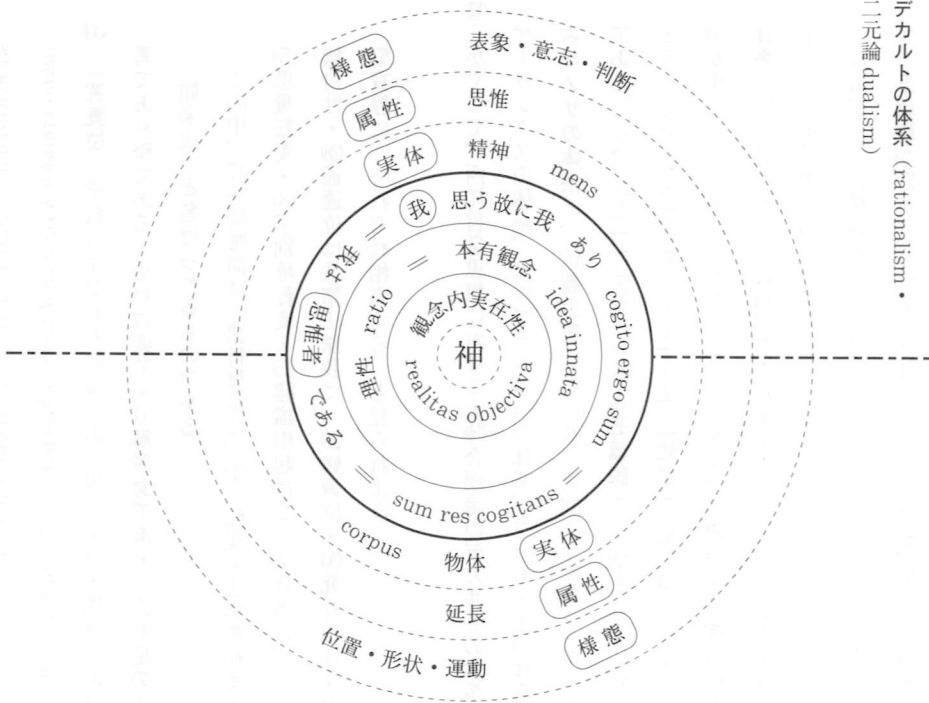 デカルトの体系 (rationalism・
二元論 dualism)
表象・意志・判断
様態
思惟
属性
精神 mens
実体
我 思う故に我 あり cogito ergo sum
=
我は 思惟者 である
=
sum res cogitans
=
本有観念 idea innata
=
理性 ratio
観念内実在性
realitas objectiva
神
corpus 物体
実体
延長
属性
位置・形状・運動
様態